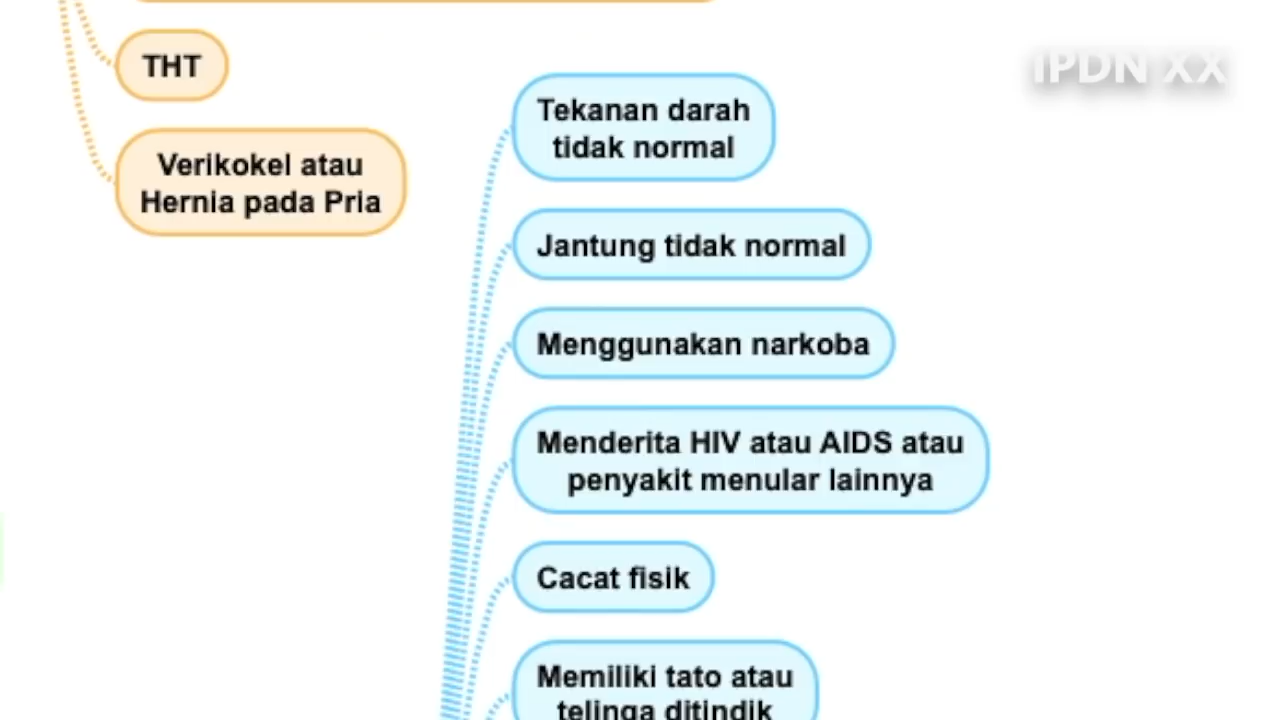 THT
Verikokel atau
Hernia pada Pria
IPDN XX
Tekanan darah
tidak normal
Jantung tidak normal
Menggunakan narkoba
Menderita HIV atau AIDS atau
penyakit menular lainnya
Cacat fisik
Memiliki tato atau
telinga ditindik